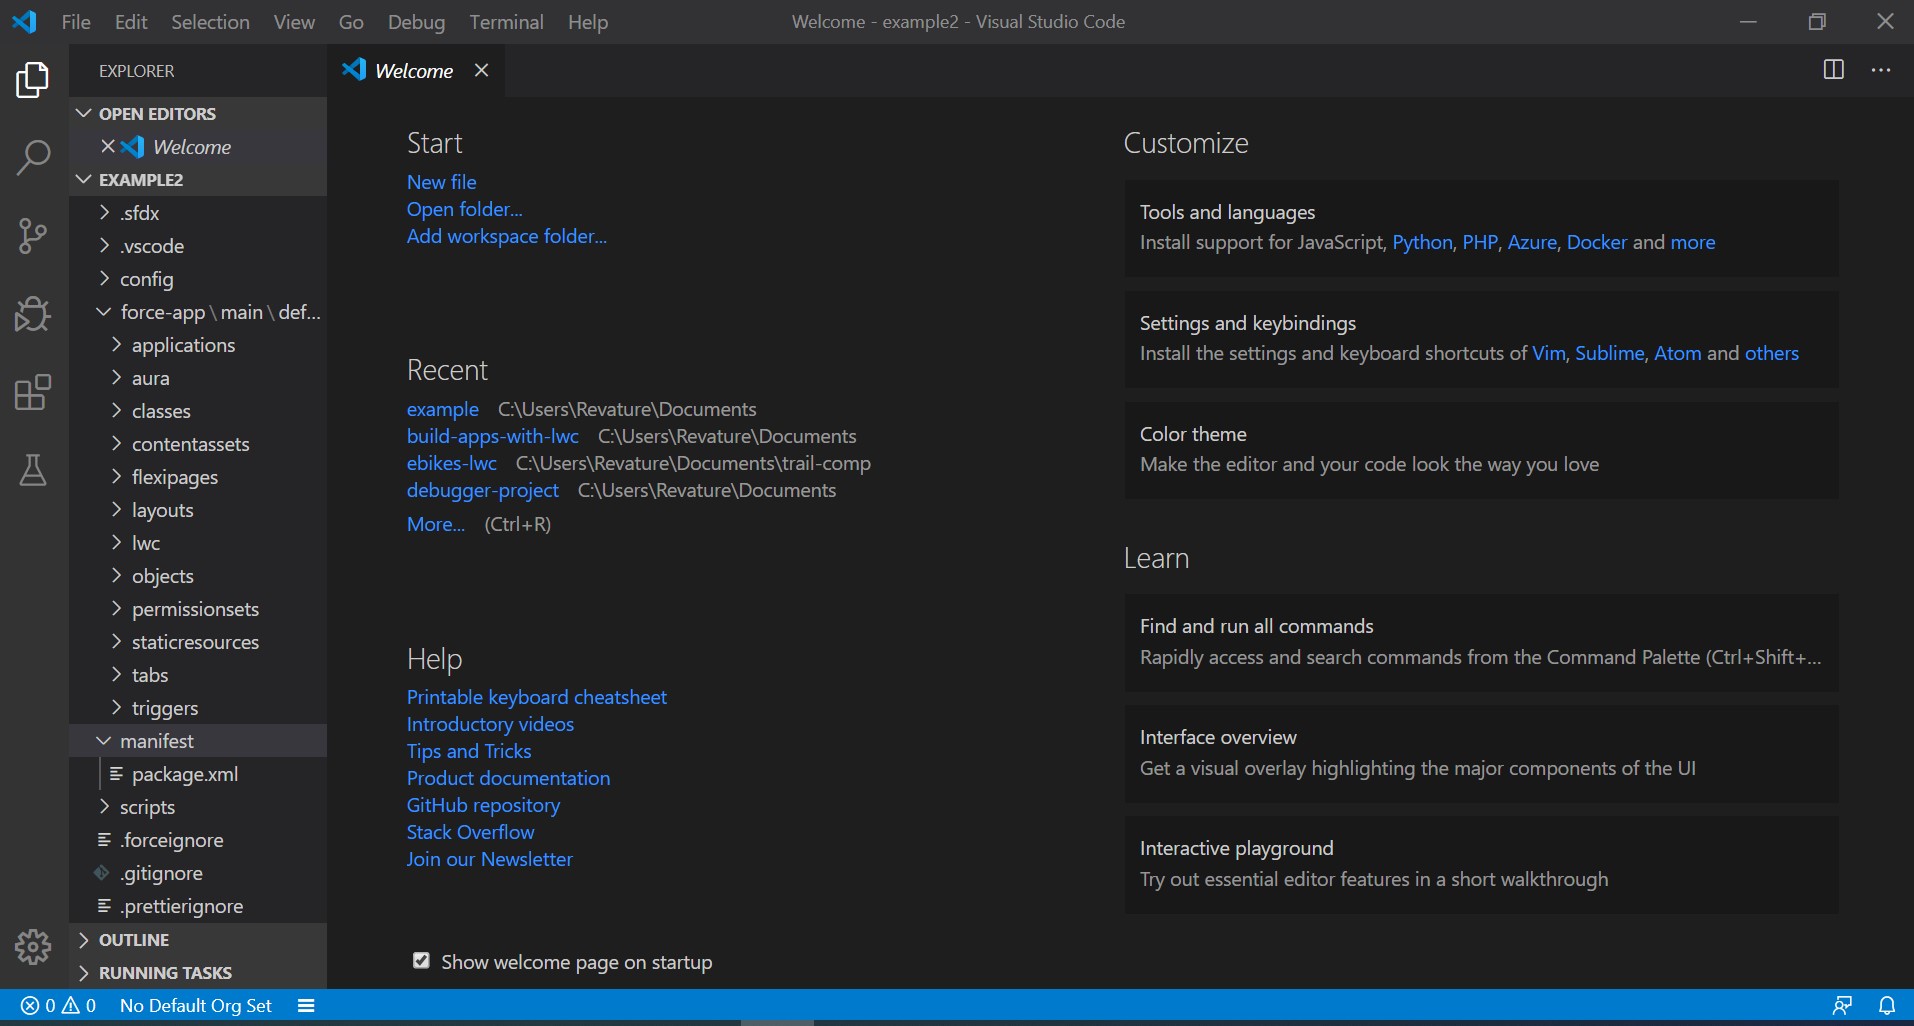 File Edit Selection View Go Debug Terminal Help
Welcome - example2 - Visual Studio Code
EXPLORER
OPEN EDITORS
Welcome
EXAMPLE2
.sfdx
.vscode
config
force-app\main\def...
applications
aura
classes
contentassets
flexipages
layouts
lwc
objects
permissionsets
staticresources
tabs
triggers
manifest
package.xml
scripts
.forceignore
.gitignore
.prettierignore
OUTLINE
RUNNING TASKS
Welcome
Start
New file
Open folder...
Add workspace folder...
Recent
example C:\Users\Revature\Documents
build-apps-with-lwc C:\Users\Revature\Documents
ebikes-lwc C:\Users\Revature\Documents\trail-comp
debugger-project C:\Users\Revature\Documents
More... (Ctrl+R)
Help
Printable keyboard cheatsheet
Introductory videos
Tips and Tricks
Product documentation
GitHub repository
Stack Overflow
Join our Newsletter
Show welcome page on startup
Customize
Tools and languages
Install support for JavaScript, Python, PHP, Azure, Docker and more
Settings and keybindings
Install the settings and keyboard shortcuts of Vim, Sublime, Atom and others
Color theme
Make the editor and your code look the way you love
Learn
Find and run all commands
Rapidly access and search commands from the Command Palette (Ctrl+Shift+...
Interface overview
Get a visual overlay highlighting the major components of the UI
Interactive playground
Try out essential editor features in a short walkthrough
0 0 No Default Org Set